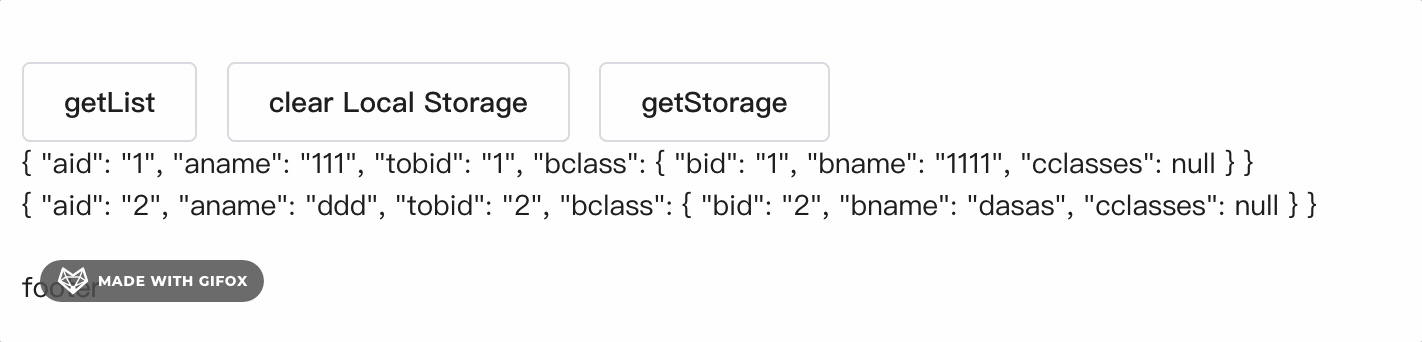 getList clear Local Storage getStorage
{ "aid": "1", "aname": "111", "tobid": "1", "bclass": { "bid": "1", "bname": "1111", "cclasses": null } }
{ "aid": "2", "aname": "ddd", "tobid": "2", "bclass": { "bid": "2", "bname": "dasas", "cclasses": null } }
footer
MADE WITH GIFOX